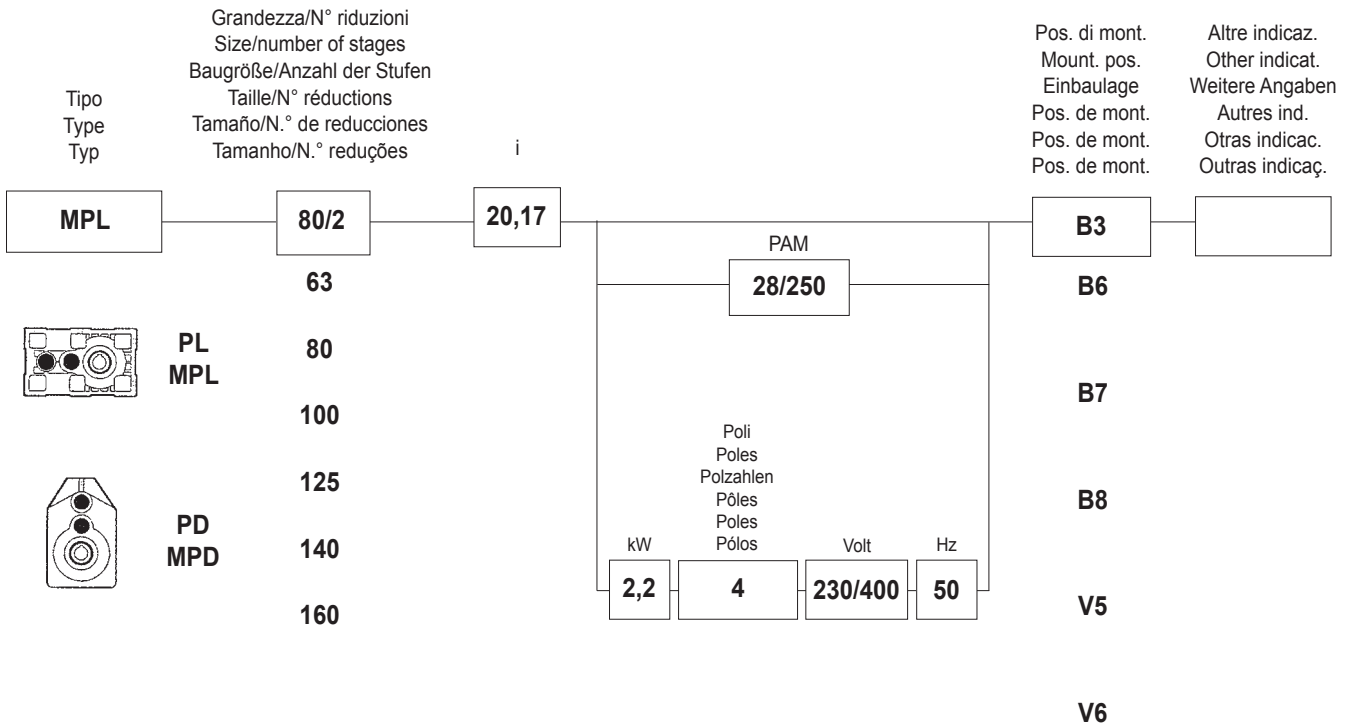 Tipo
Type
Typ
Grandezza/N° riduzioni
Size/number of stages
Baugröße/Anzahl der Stufen
Taille/N° réductions
Tamaño/N.° de reducciones
Tamanho/N.° reduções
i
Pos. di mont.
Mount. pos.
Einbaulage
Pos. de mont.
Pos. de mont.
Pos. de mont.
Altre indicaz.
Other indicat.
Weitere Angaben
Autres ind.
Otras indicac.
Outras indicaç.
MPL
80/2
20,17
B3
PAM
28/250
63
80
100
125
140
160
PL
MPL
PD
MPD
Poli
Poles
Polzahlen
Pôles
Poles
Pólos
kW
Volt
Hz
2,2
4
230/400
50
B6
B7
B8
V5
V6